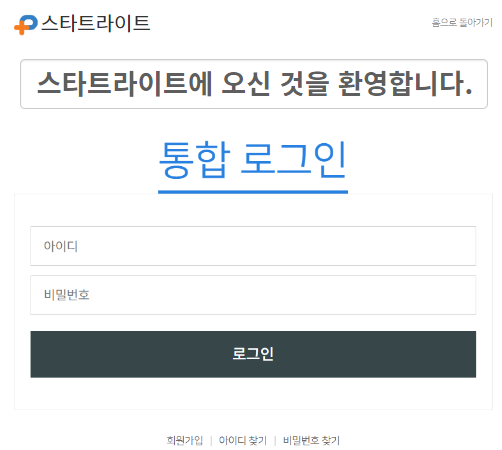 스타트라이트
홈으로 돌아가기
스타트라이트에 오신 것을 환영합니다.
통합 로그인
아이디
비밀번호
로그인
회원가입 | 아이디 찾기 | 비밀번호 찾기